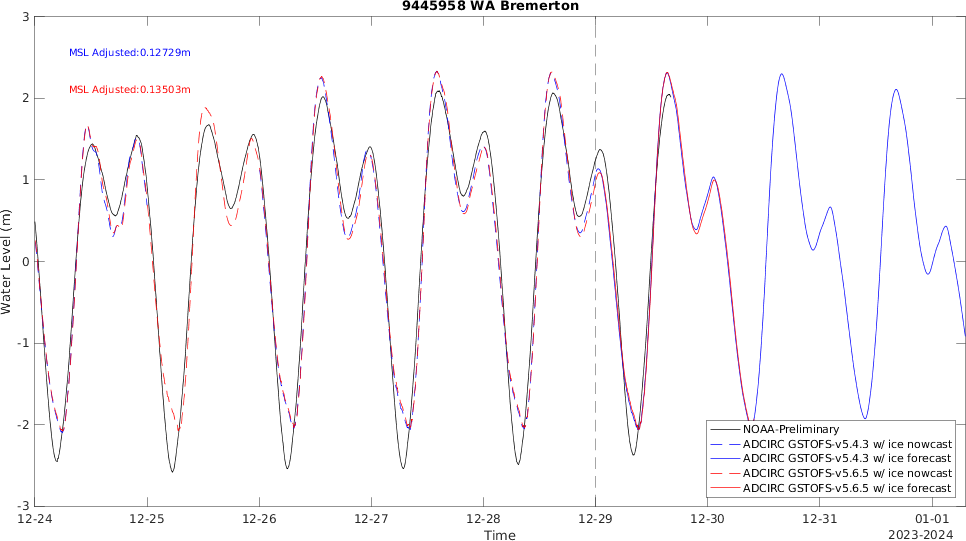 9445958 WA Bremerton
MSL Adjusted:0.12729m
MSL Adjusted:0.13503m
Water Level (m)
3
2
1
0
-1
-2
-3
NOAA-Preliminary
ADCIRC GSTOFS-v5.4.3 w/ ice nowcast
ADCIRC GSTOFS-v5.4.3 w/ ice forecast
ADCIRC GSTOFS-v5.6.5 w/ ice nowcast
ADCIRC GSTOFS-v5.6.5 w/ ice forecast
12-24 12-25 12-26 12-27 12-28 12-29 12-30 12-31 01-01
Time
2023-2024